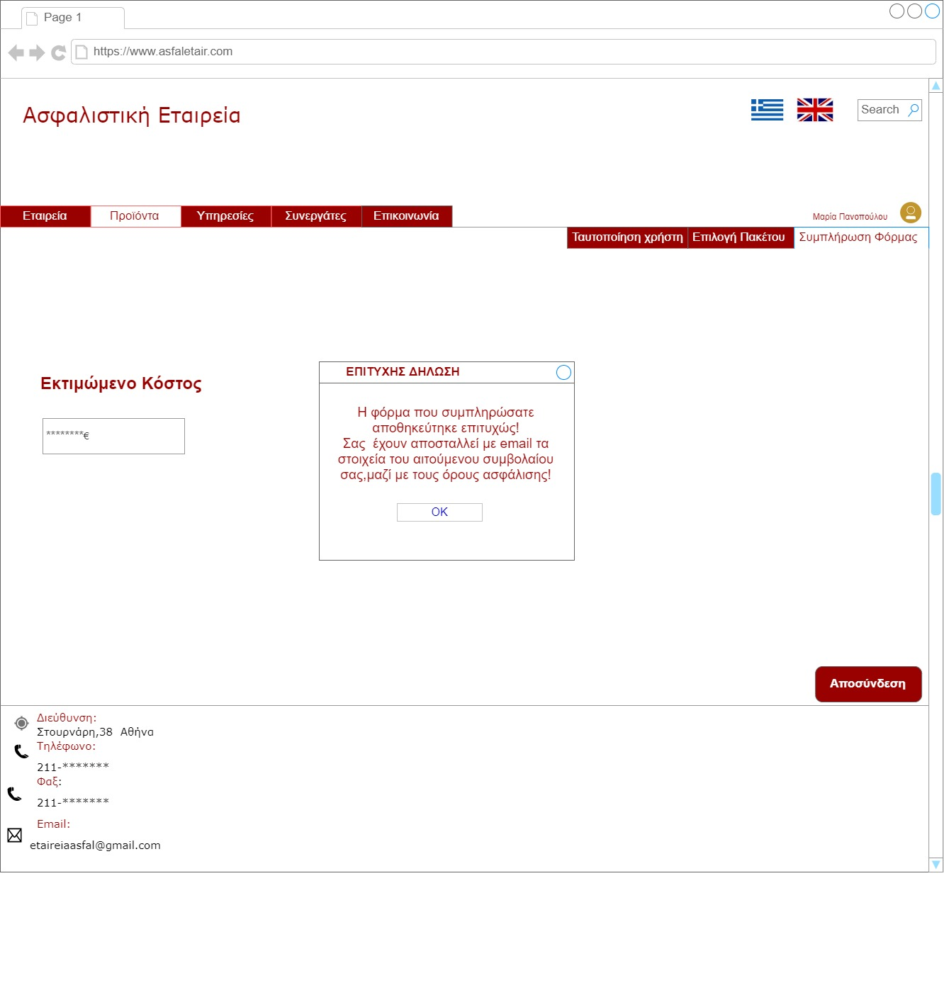 Page 1
https://www.asfaletair.com
Ασφαλιστική Εταιρεία
Search
Εταιρεία Προϊόντα Υπηρεσίες Συνεργάτες Επικοινωνία
Μαρία Πανοπούλου
Ταυτοποίηση χρήστη Επιλογή Πακέτου Συμπλήρωση Φόρμας
Εκτιμώμενο Κόστος
********€
ΕΠΙΤΥΧΗΣ ΔΗΛΩΣΗ
Η φόρμα που συμπληρώσατε
αποθηκεύτηκε επιτυχώς!
Σας έχουν αποσταλλεί με email τα
στοιχεία του αιτούμενου συμβολαίου
σας,μαζί με τους όρους ασφάλισης!
OK
Αποσύνδεση
Διεύθυνση:
Στουρνάρη,38 Αθήνα
Τηλέφωνο:
211-*******
Φαξ:
211-*******
Email:
etaireiaasfal@gmail.com